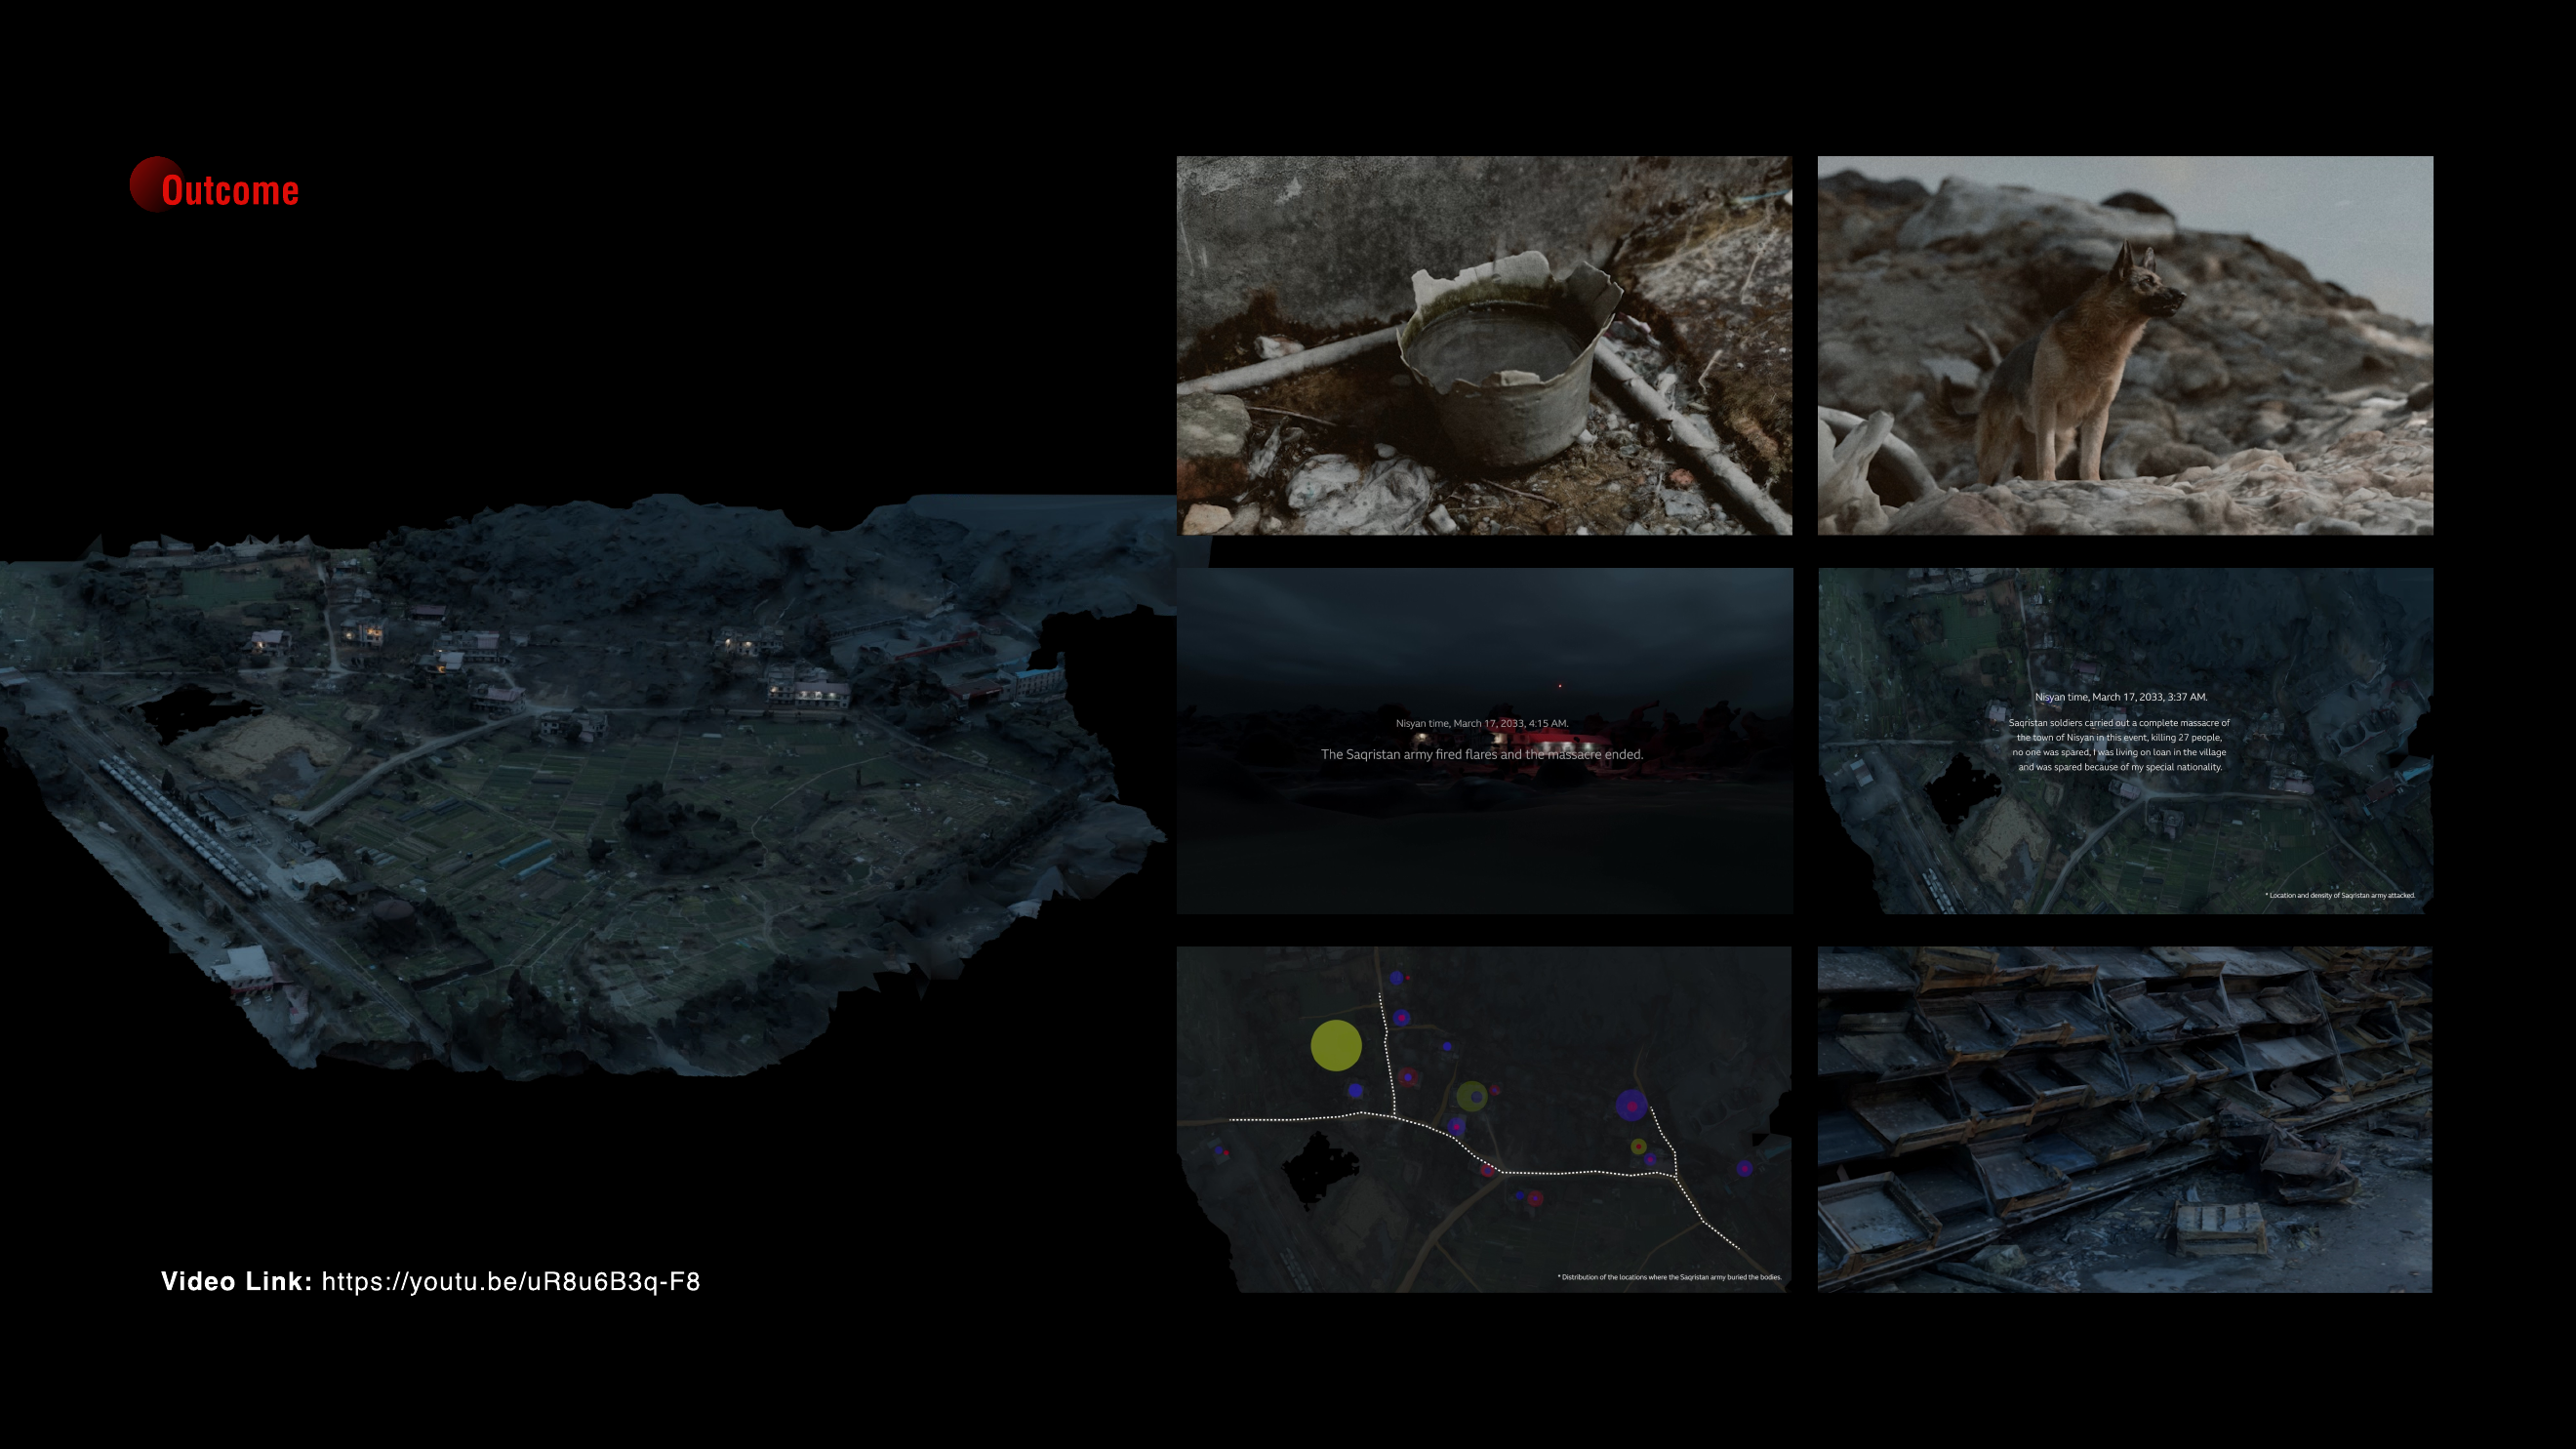 Outcome
Nisyan time, March 17, 2033, 4:15 AM.
The Saqristan army fired flares and the massacre ended.
Nisyan time, March 17, 2033, 3:37 AM.
Saqristan soldiers carried out a complete massacre of
the town of Nisyan in this event, killing 27 people,
no one was spared, I was living on loan in the village
and was spared because of my special nationality.
* Location and density of Saqristan army attacked.
* Distribution of the locations where the Saqristan army buried the bodies.
Video Link: https://youtu.be/uR8u6B3q-F8